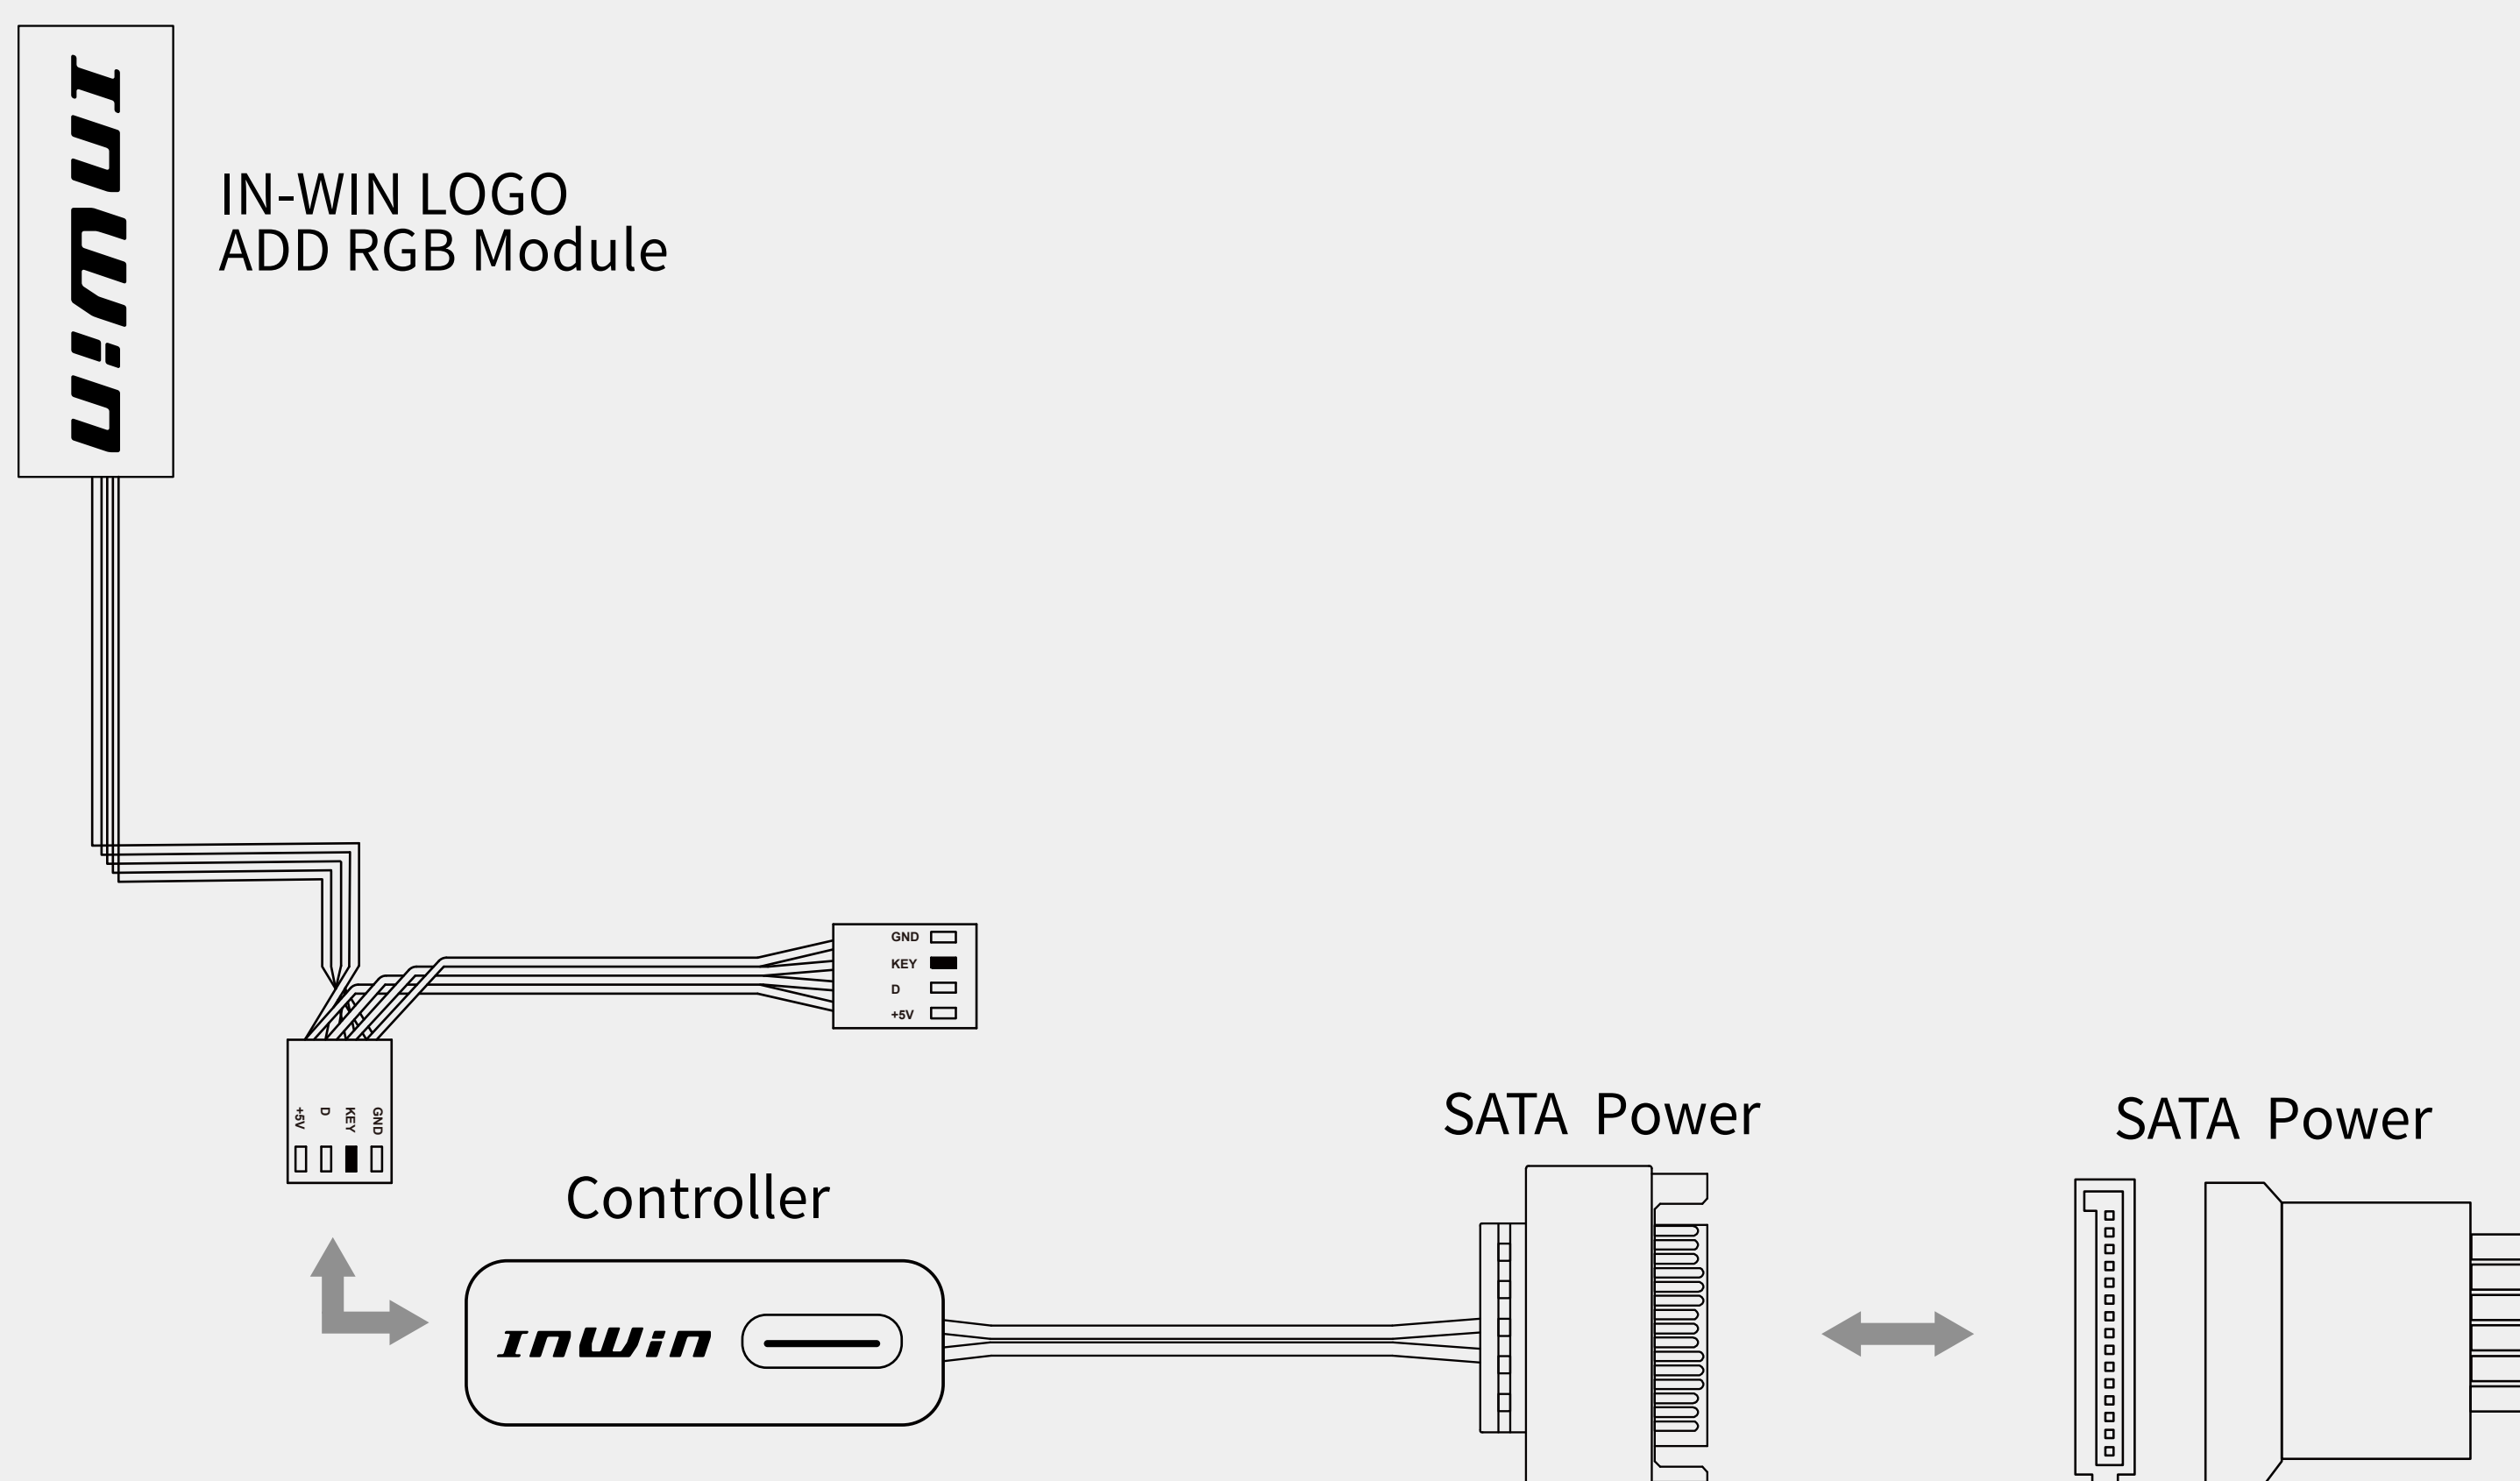 InWin
IN-WIN LOGO
ADD RGB Module
GND
KEY
D
+5V
+5V
D
KEY
GND
Controller
InWin
SATA Power
SATA Power